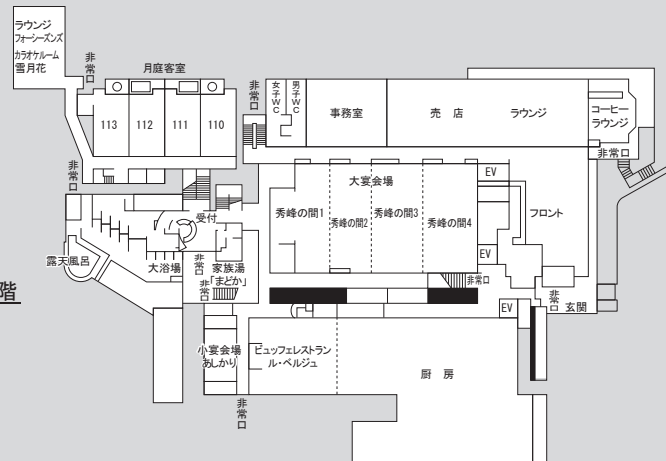 ラウンジ
フォーシーズンズ
カラオケルーム
雪月花
非常口
月庭客室
113
112
111
110
非常口
女子WC
男子WC
事務室
売 店
ラウンジ
コーヒー
ラウンジ
非常口
非常口
受付
大宴会場
秀峰の間1
秀峰の間2
秀峰の間3
秀峰の間4
EV
フロント
EV
露天風呂
大浴場
非常口
家族湯
「まどか」
非常口
非常口
非常口
玄関
EV
階
小宴会場
あしかり
ビュッフェレストラン
ル・ベルジュ
厨 房
非常口